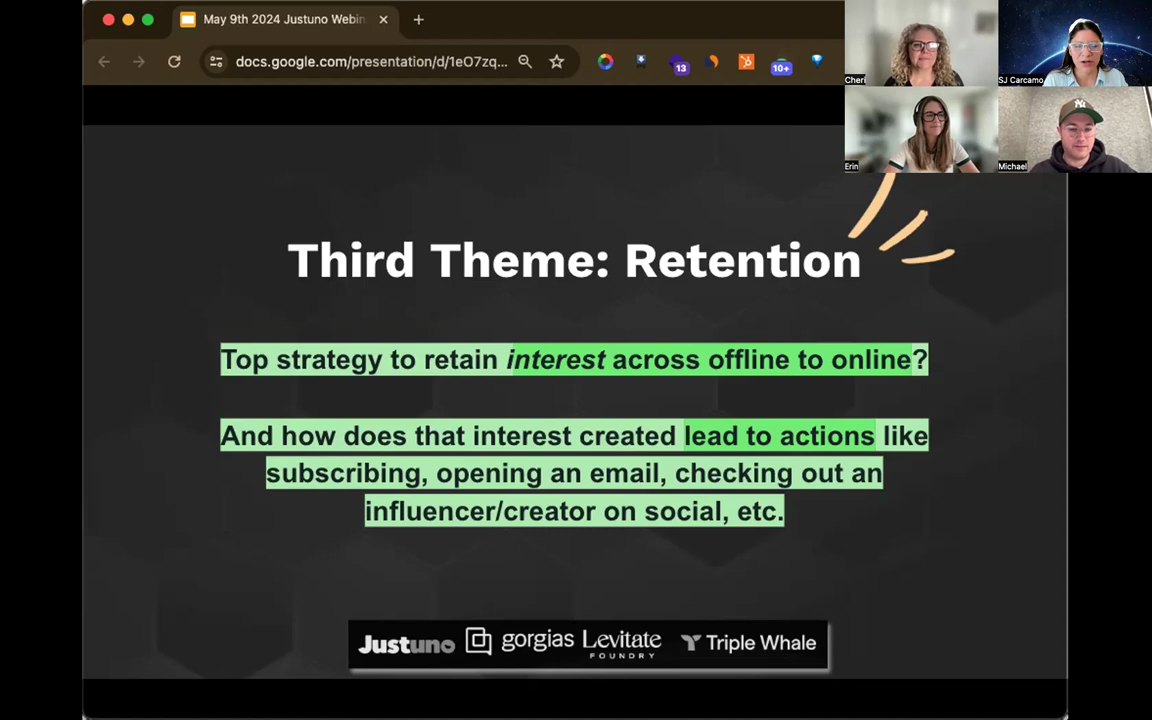 May 9th 2024 Justuno Webin
docs.google.com/presentation/d/1eO7zq...
13
10+
Cheri
SJ Carcamo
Erin
Michael
Third Theme: Retention
Top strategy to retain interest across offline to online?
And how does that interest created lead to actions like
subscribing, opening an email, checking out an
influencer/creator on social, etc.
Justuno gorgias Levitate FOUNDRY Triple Whale